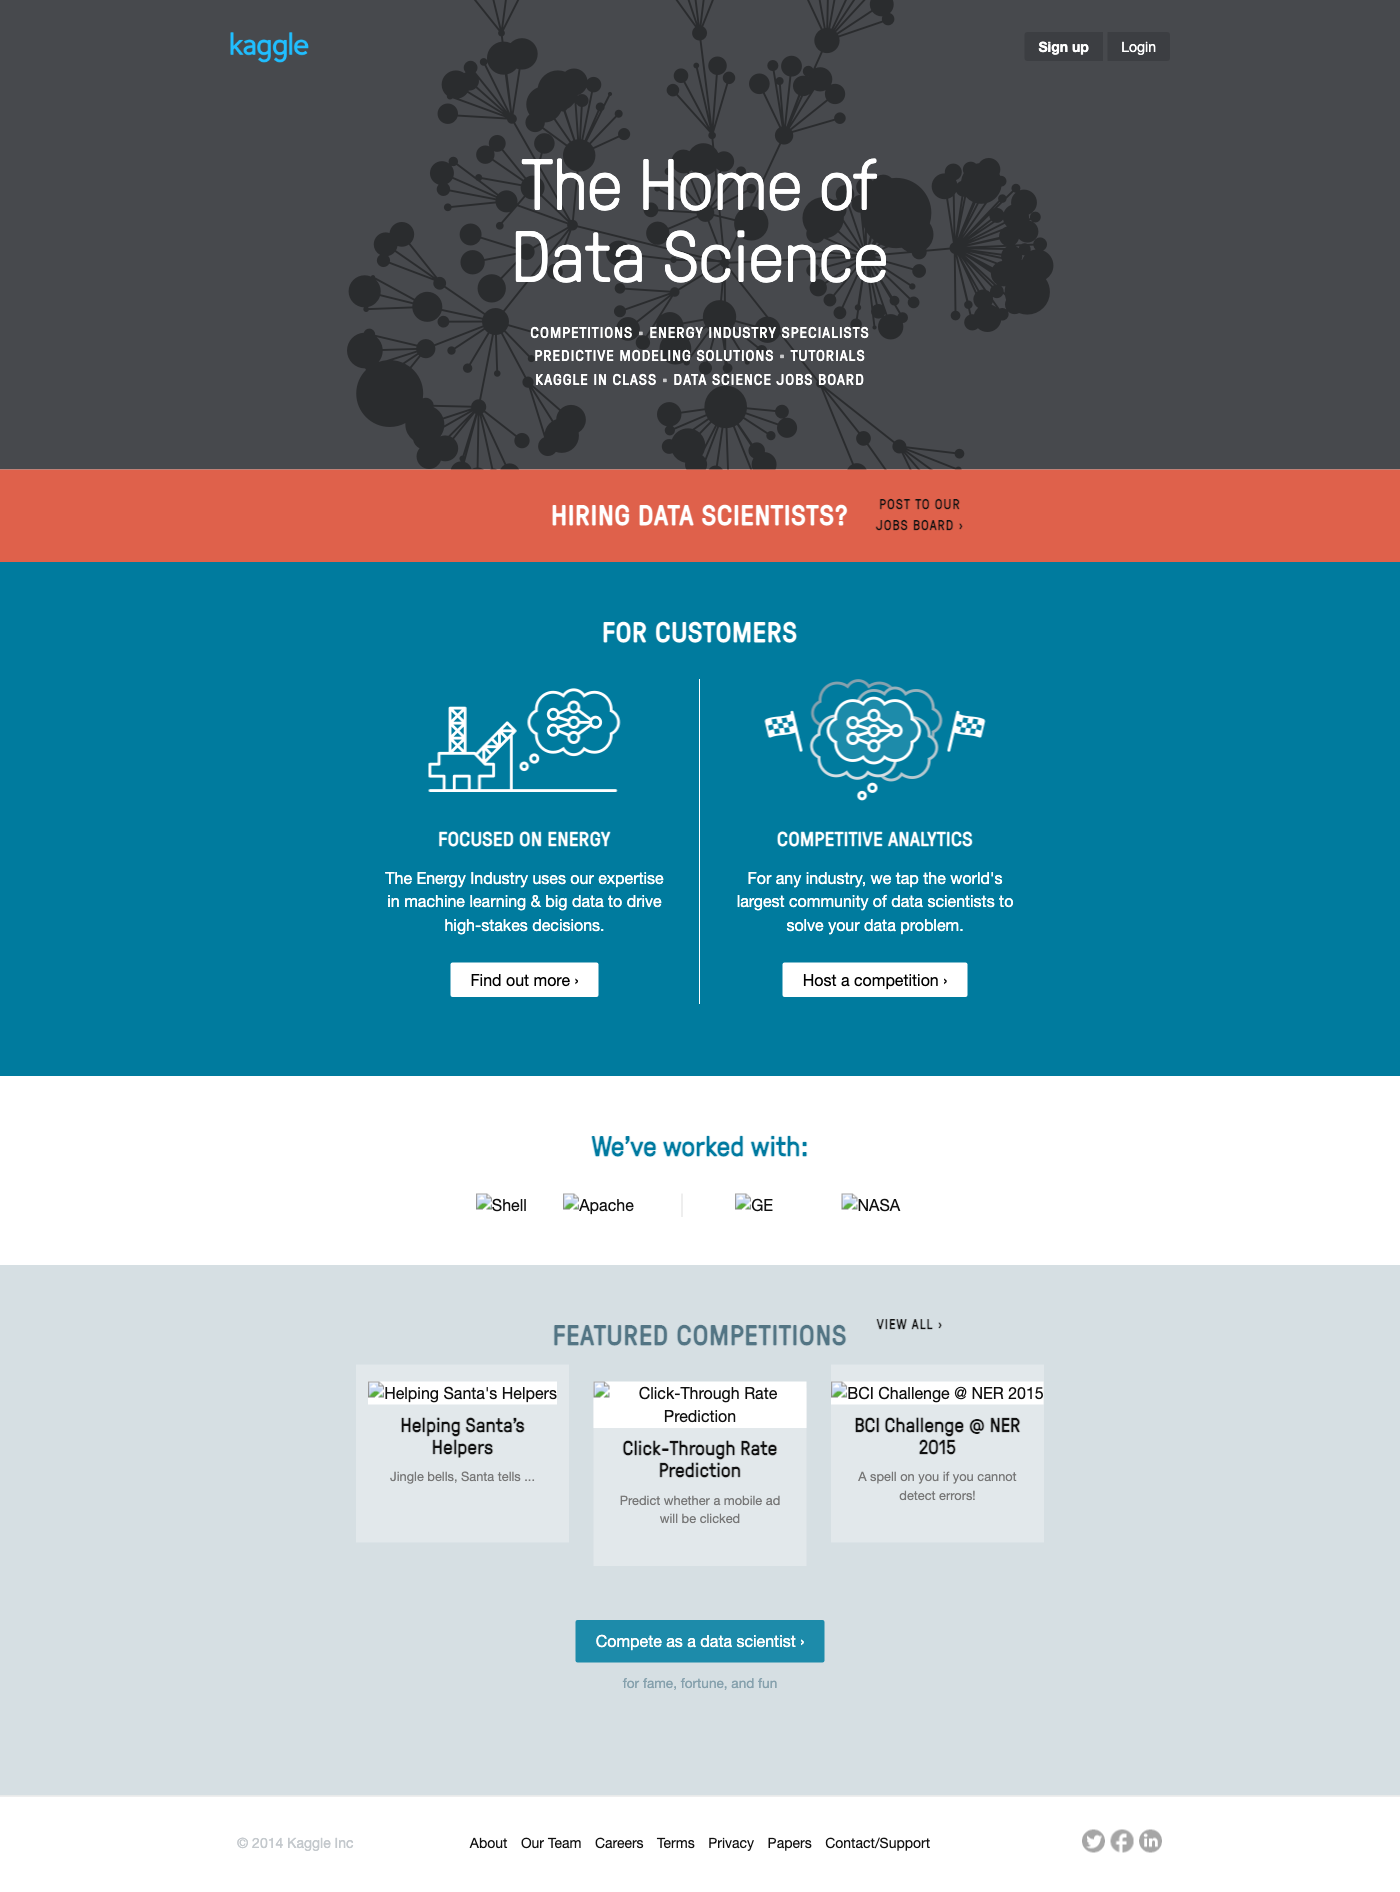 kaggle
Sign up
Login
The Home of
Data Science
COMPETITIONS • ENERGY INDUSTRY SPECIALISTS
PREDICTIVE MODELING SOLUTIONS • TUTORIALS
KAGGLE IN CLASS • DATA SCIENCE JOBS BOARD
HIRING DATA SCIENTISTS?
POST TO OUR
JOBS BOARD ›
FOR CUSTOMERS
FOCUSED ON ENERGY
The Energy Industry uses our expertise
in machine learning & big data to drive
high-stakes decisions.
Find out more ›
COMPETITIVE ANALYTICS
For any industry, we tap the world's
largest community of data scientists to
solve your data problem.
Host a competition ›
We’ve worked with:
Shell
Apache
GE
NASA
FEATURED COMPETITIONS
VIEW ALL ›
Helping Santa's Helpers
Helping Santa’s
Helpers
Jingle bells, Santa tells ...
Click-Through Rate
Prediction
Click-Through Rate
Prediction
Predict whether a mobile ad
will be clicked
BCI Challenge @ NER 2015
BCI Challenge @ NER
2015
A spell on you if you cannot
detect errors!
Compete as a data scientist ›
for fame, fortune, and fun
© 2014 Kaggle Inc
About Our Team Careers Terms Privacy Papers Contact/Support